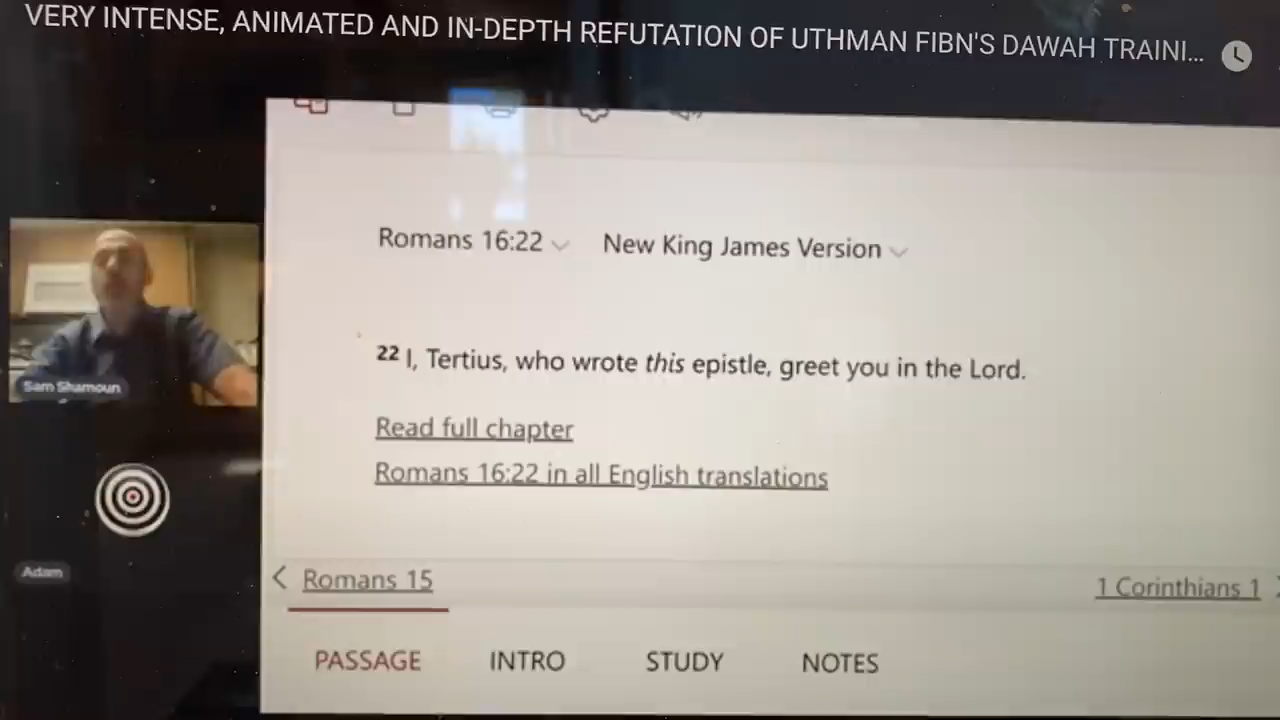 VERY INTENSE, ANIMATED AND IN-DEPTH REFUTATION OF UTHMAN FIBN'S DAWAH TRAINI...
Romans 16:22 New King James Version
22 I, Tertius, who wrote this epistle, greet you in the Lord.
Read full chapter
Romans 16:22 in all English translations
Sam Shamoun
Adam
Romans 15
1 Corinthians 1
PASSAGE INTRO STUDY NOTES